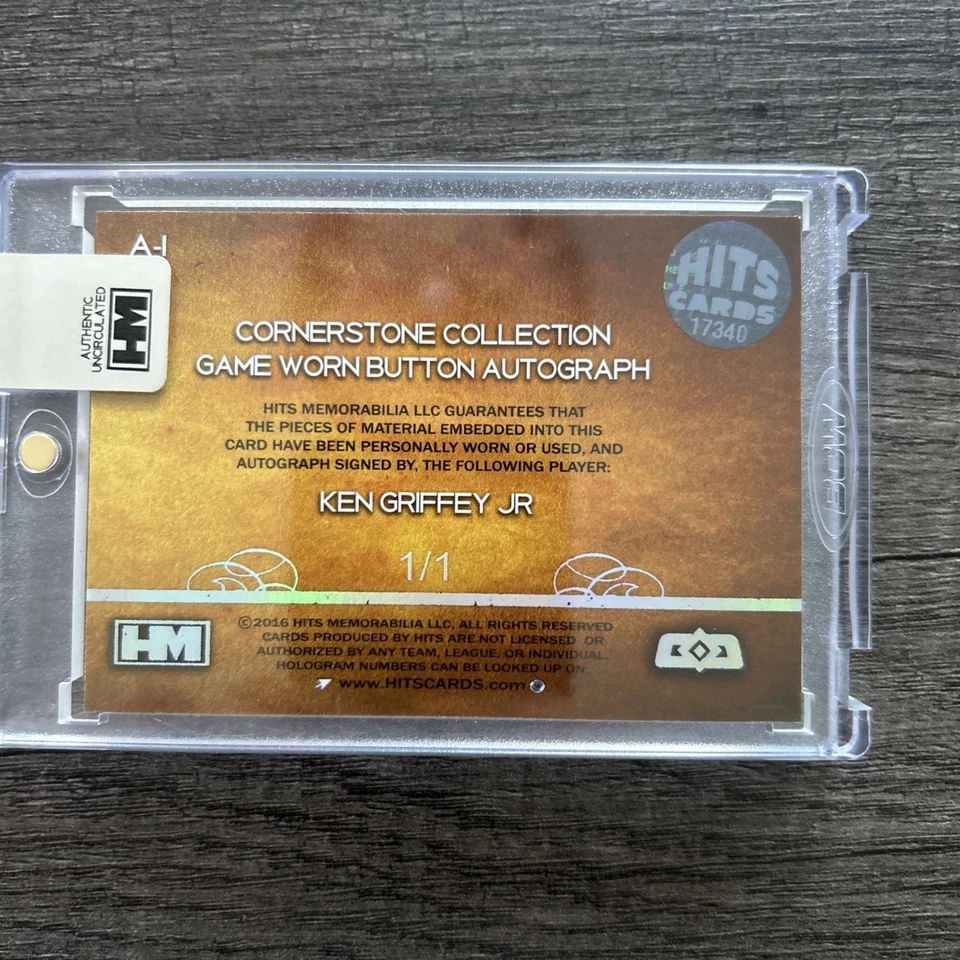 A-1
HITS
CARDS
17340
AUTHENTIC
UNCIRCULATED
HM
CORNERSTONE COLLECTION
GAME WORN BUTTON AUTOGRAPH
HITS MEMORABILIA LLC GUARANTEES THAT
THE PIECES OF MATERIAL EMBEDDED INTO THIS
CARD HAVE BEEN PERSONALLY WORN OR USED, AND
AUTOGRAPH SIGNED BY, THE FOLLOWING PLAYER:
KEN GRIFFEY JR
1/1
©2016 HITS MEMORABILIA LLC, ALL RIGHTS RESERVED
CARDS PRODUCED BY HITS ARE NOT LICENSED OR
AUTHORIZED BY ANY TEAM, LEAGUE, OR INDIVIDUAL.
HOLOGRAM NUMBERS CAN BE LOOKED UP ON:
www.HITSCARDS.com
HM